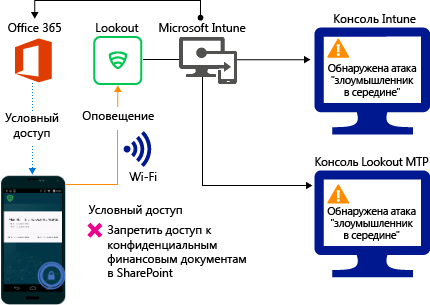 Office 365
Lookout
Microsoft Intune
Консоль Intune
Обнаружена атака
"злоумышленник
в середине"
Условный
доступ
Оповещение
Wi-Fi
Консоль Lookout MTP
Обнаружена атака
"злоумышленник
в середине"
Условный доступ
Запретить доступ к
конфиденциальным
финансовым документам
в SharePoint